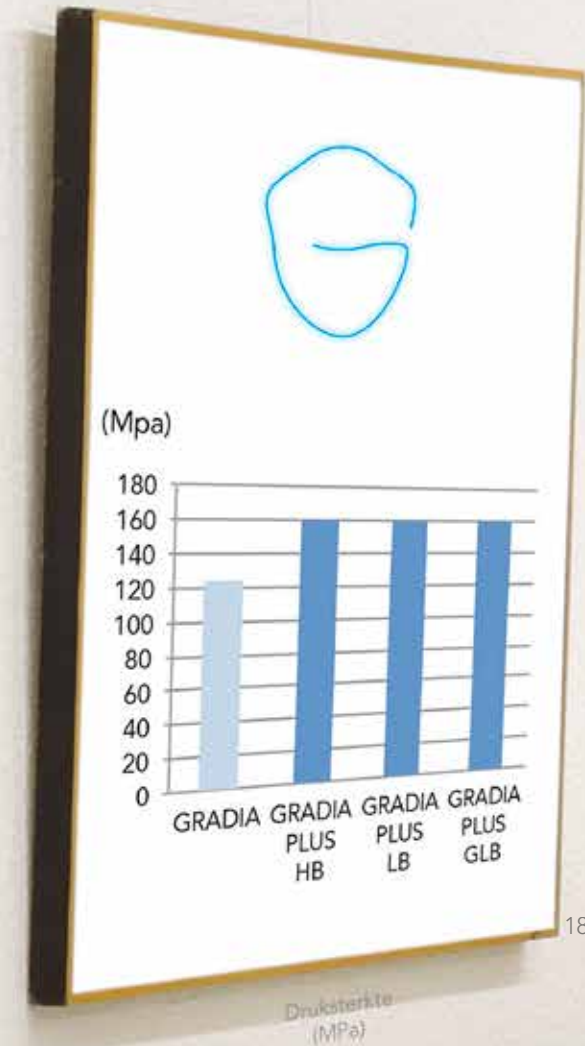 (Mpa)
180
160
140
120
100
80
60
40
20
0
GRADIA
GRADIA PLUS HB
GRADIA PLUS LB
GRADIA PLUS GLB
18
Druksterkte
(MPa)